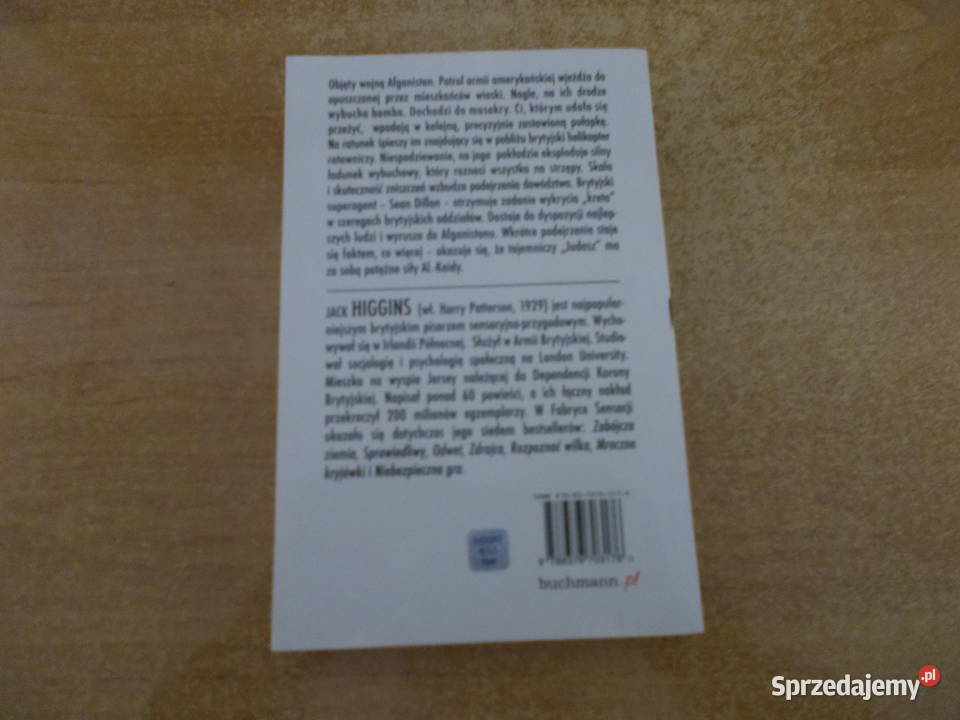 Objęty wojną Afganistan. Patrol armii amerykańskiej wjeżdża do
opuszczonej przez mieszkańców wioski. Nagle, na ich drodze
wybucha bomba. Dochodzi do masakry. Ci, którym udało się
przeżyć, wpadają w kolejną, precyzyjnie zastawioną pułapkę.
Na ratunek śpieszy im znajdujący się w pobliżu brytyjski helikopter
ratowniczy. Niespodziewanie, na jego pokładzie eksploduje silny
ładunek wybuchowy, który roznosi wszystko na strzępy. Skala
i skuteczność zniszczeń wzbudza podejrzenia dowództwa. Brytyjski
superagent – Sean Dillon – otrzymuje zadanie wykrycia „kreta”
w szeregach brytyjskich oddziałów. Dostaje do dyspozycji najlep-
szych ludzi i wyrusza do Afganistanu. Wkrótce podejrzenie staje
się faktem, co więcej – okazuje się, że tajemniczy „Judasz” ma
za sobą potężne siły Al.-Kaidy.
JACK HIGGINS (wł. Harry Patterson, 1929) jest najpopular-
niejszym brytyjskim pisarzem sensacyjno-przygodowym. Wycho-
wywał się w Irlandii Północnej. Służył w Armii Brytyjskiej. Studio-
wał socjologię i psychologię społeczną na London University.
Mieszka na wyspie Jersey należącej do Dependencji Korony
Brytyjskiej. Napisał ponad 60 powieści, a ich łączny nakład
przekroczył 200 milionów egzemplarzy. W Fabryce Sensacji
ukazało się dotychczas jego siedem bestsellerów: Zabójcza
ziemia, Sprawiedliwy, Odwet, Zdrajca, Rozpoznać wilka, Mroczne
kryjówki i Niebezpieczna gra.
ISBN
buchmann.pl
Sprzedajemy.pl